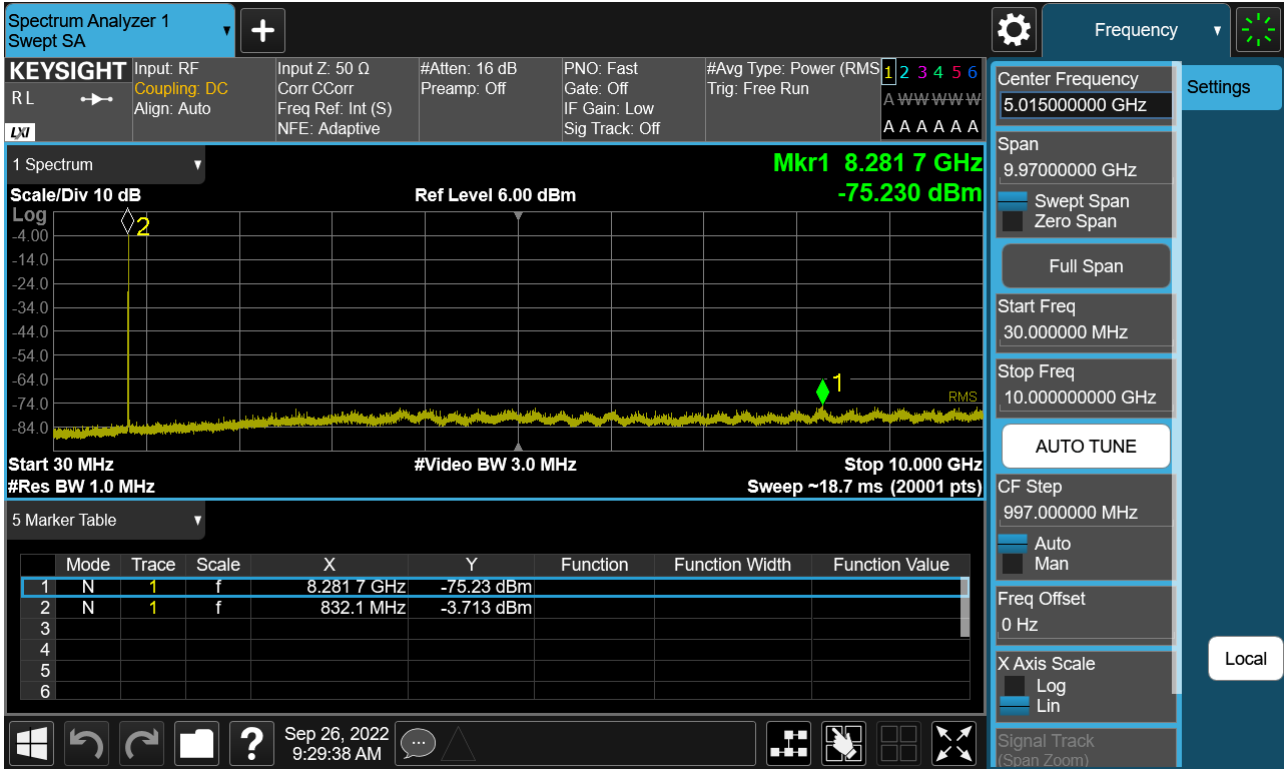 Spectrum Analyzer 1
Swept SA
Frequency
KEYSIGHT
R L
LXI
Input: RF
Coupling: DC
Align: Auto
Input Z: 50 Ω
Corr CCorr
Freq Ref: Int (S)
NFE: Adaptive
#Atten: 16 dB
Preamp: Off
PNO: Fast
Gate: Off
IF Gain: Low
Sig Track: Off
#Avg Type: Power (RMS
Trig: Free Run
1 2 3 4 5 6
A W W W W W
A A A A A A
1 Spectrum
Mkr1 8.281 7 GHz
-75.230 dBm
Scale/Div 10 dB
Ref Level 6.00 dBm
Log
-4.00
-14.0
-24.0
-34.0
-44.0
-54.0
-64.0
-74.0
-84.0
2
1
RMS
Start 30 MHz
#Video BW 3.0 MHz
Stop 10.000 GHz
#Res BW 1.0 MHz
Sweep ~18.7 ms (20001 pts)
5 Marker Table
Mode Trace Scale X Y Function Function Width Function Value
1 N 1 f 8.281 7 GHz -75.23 dBm
2 N 1 f 832.1 MHz -3.713 dBm
3
4
5
6
Sep 26, 2022
9:29:38 AM
?
Center Frequency
5.015000000 GHz
Span
9.97000000 GHz
Swept Span
Zero Span
Full Span
Start Freq
30.000000 MHz
Stop Freq
10.000000000 GHz
AUTO TUNE
CF Step
997.000000 MHz
Auto
Man
Freq Offset
0 Hz
X Axis Scale
Log
Lin
Signal Track
(Span Zoom)
Settings
Local